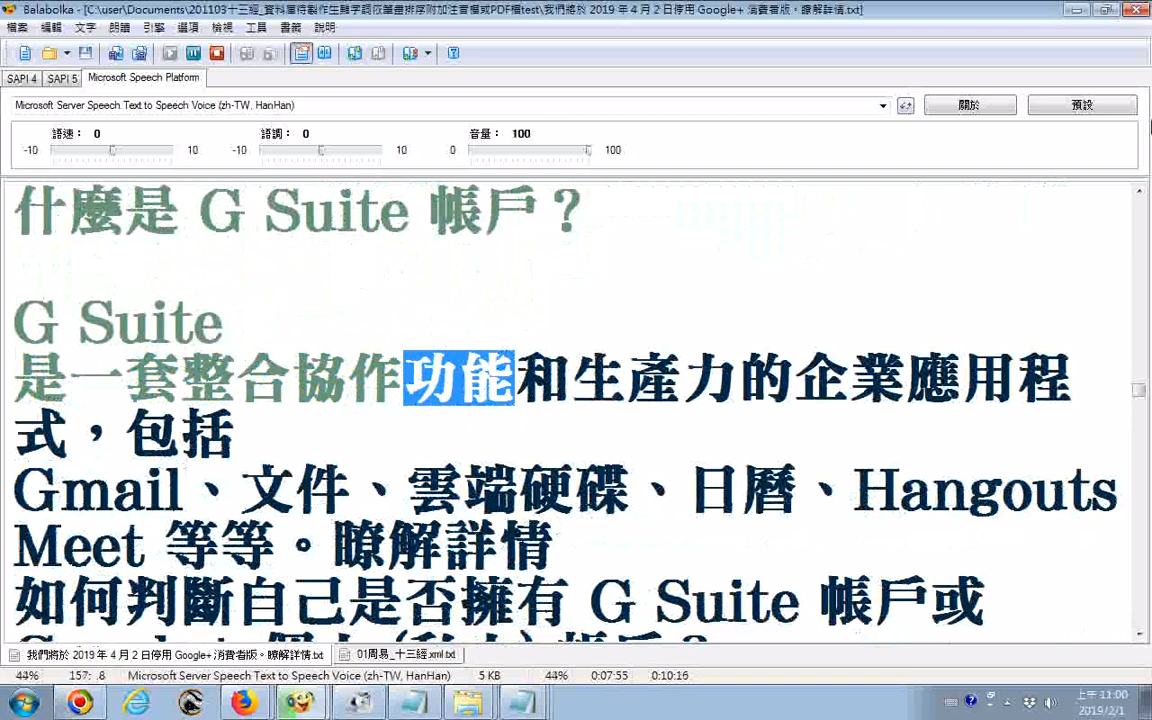 Balabolka - [C:\user\Documents\201103十三經_資料庫待製作生難字詞依筆畫排序附加注音檔或PDF檔test\我們將於 2019 年 4 月 2 日停用 Google+ 消費者版。瞭解詳情.txt]
檔案 編輯 文字 朗讀 引擎 選項 檢視 工具 書籤 說明
SAPI 4 SAPI 5 Microsoft Speech Platform
Microsoft Server Speech Text to Speech Voice (zh-TW, HanHan) 關於 預設
語速： 0 語調： 0 音量： 100
-10 10 -10 10 0 100
什麼是 G Suite 帳戶？
G Suite
是一套整合協作功能和生產力的企業應用程
式，包括
Gmail、文件、雲端硬碟、日曆、Hangouts
Meet 等等。瞭解詳情
如何判斷自己是否擁有 G Suite 帳戶或
我們將於 2019 年 4 月 2 日停用 Google+ 消費者版。瞭解詳情.txt 01周易_十三經.xml.txt
44% 157: 8 Microsoft Server Speech Text to Speech Voice (zh-TW, HanHan) 5 KB 44% 0:07:55 0:10:16
上午 11:00
2019/2/1